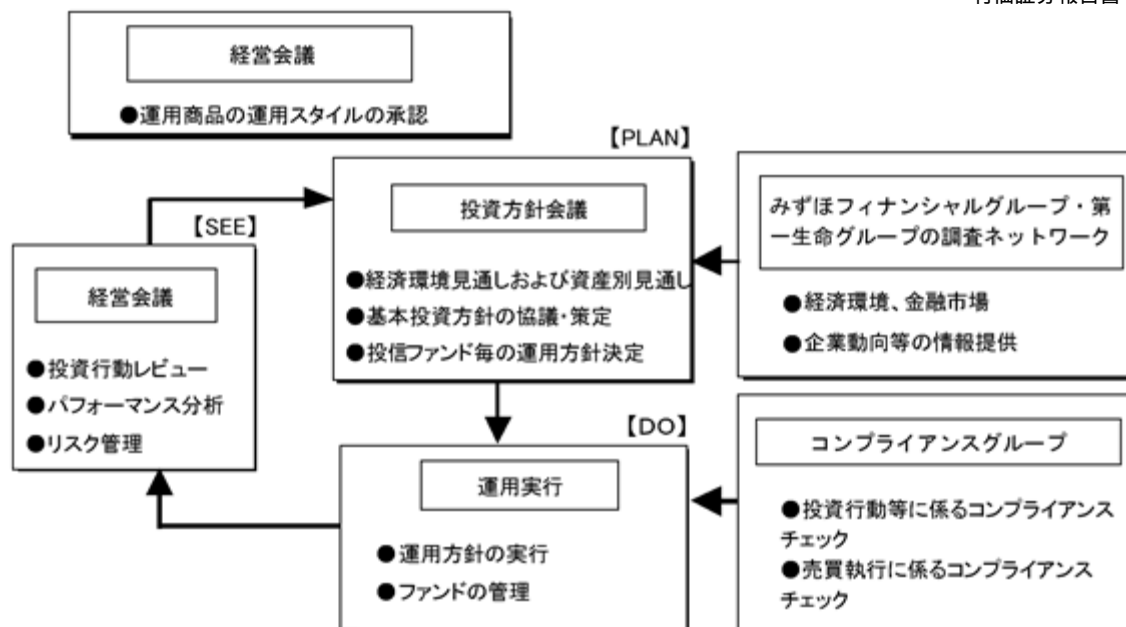 経営会議
●運用商品の運用スタイルの承認
【PLAN】
投資方針会議
●経済環境見通しおよび資産別見通し
●基本投資方針の協議・策定
●投信ファンド毎の運用方針決定
みずほフィナンシャルグループ・第
一生命グループの調査ネットワーク
●経済環境、金融市場
●企業動向等の情報提供
【SEE】
経営会議
●投資行動レビュー
●パフォーマンス分析
●リスク管理
【DO】
運用実行
●運用方針の実行
●ファンドの管理
コンプライアンスグループ
●投資行動等に係るコンプライアンス
チェック
●売買執行に係るコンプライアンス
チェック